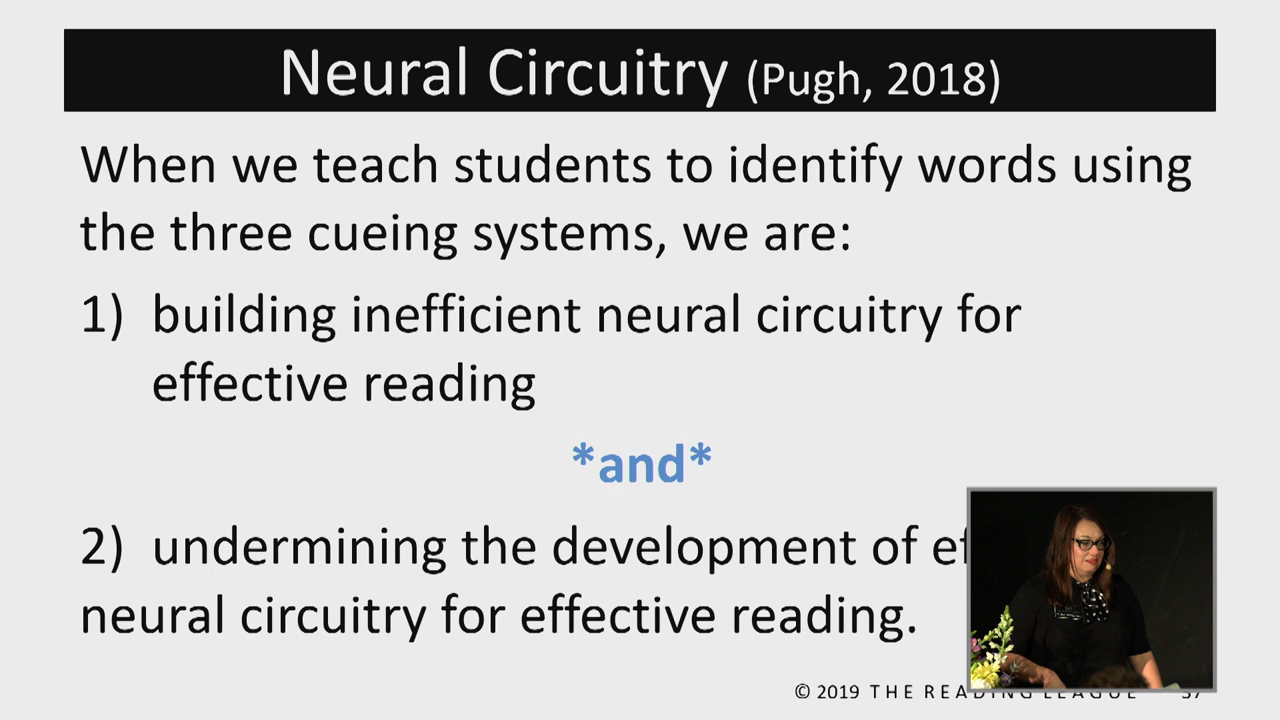 Neural Circuitry (Pugh, 2018)
When we teach students to identify words using
the three cueing systems, we are:
1) building inefficient neural circuitry for
effective reading
*and*
2) undermining the development of
neural circuitry for effective reading.
© 2019 THE READING LEAGUE 57